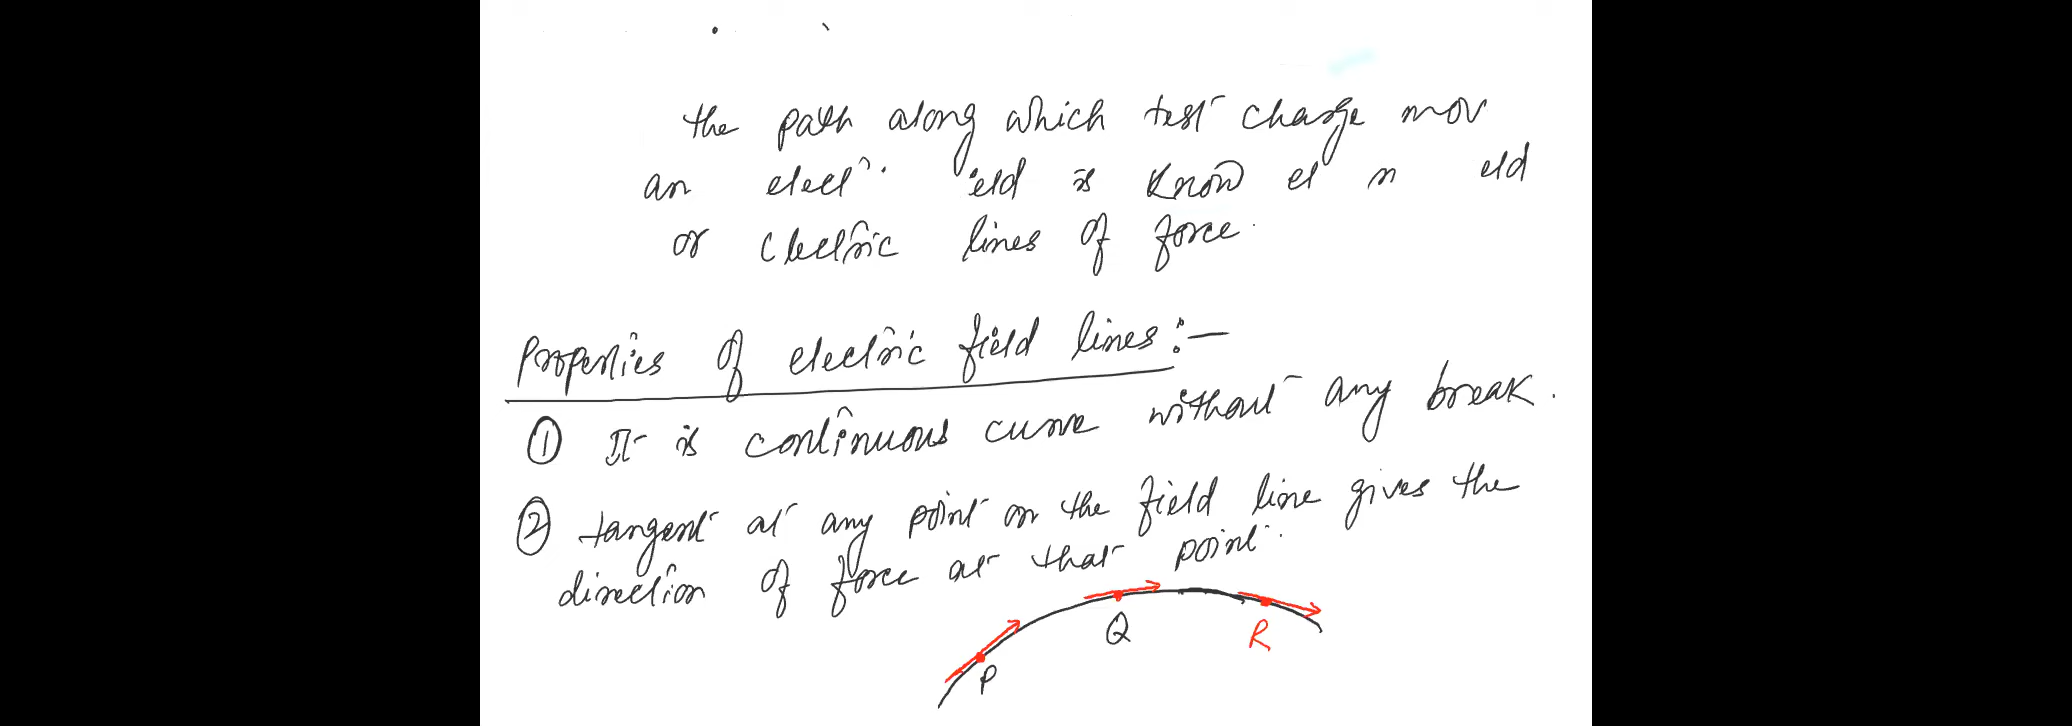 the path along which test charge mov
an elect eld is know el n eld
or electric lines of force.
Properties of electric field lines :—
① It is continuous curve without any break.
② tangent at any point on the field line gives the
direction of force at that point.
P Q R